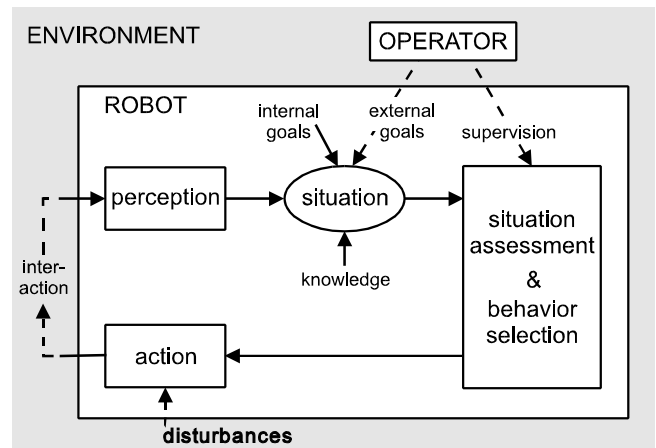 ENVIRONMENT
OPERATOR
ROBOT
internal
goals
external
goals
supervision
perception
situation
situation
assessment
&
behavior
selection
inter-
action
knowledge
action
disturbances